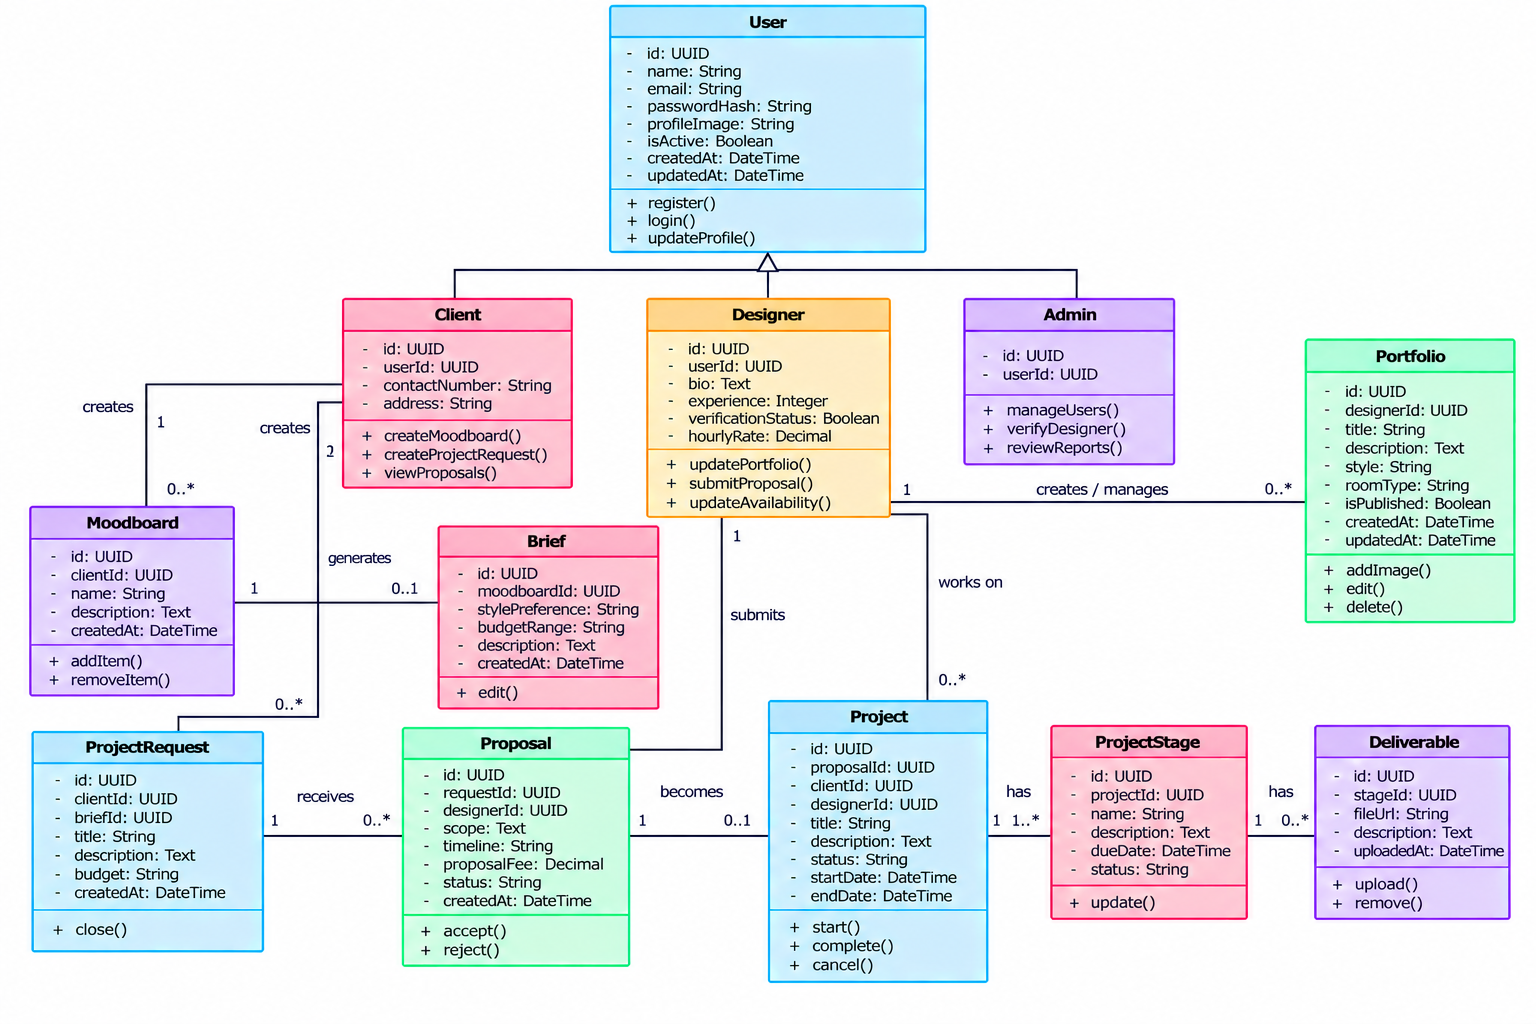 User
- id: UUID
- name: String
- email: String
- passwordHash: String
- profileImage: String
- isActive: Boolean
- createdAt: DateTime
- updatedAt: DateTime
+ register()
+ login()
+ updateProfile()
Client
- id: UUID
- userId: UUID
- contactNumber: String
- address: String
+ createMoodboard()
+ createProjectRequest()
+ viewProposals()
Designer
- id: UUID
- userId: UUID
- bio: Text
- experience: Integer
- verificationStatus: Boolean
- hourlyRate: Decimal
+ updatePortfolio()
+ submitProposal()
+ updateAvailability()
Admin
- id: UUID
- userId: UUID
+ manageUsers()
+ verifyDesigner()
+ reviewReports()
Portfolio
- id: UUID
- designerId: UUID
- title: String
- description: Text
- style: String
- roomType: String
- isPublished: Boolean
- createdAt: DateTime
- updatedAt: DateTime
+ addImage()
+ edit()
+ delete()
creates
1
0..*
creates
2
0..*
1
creates / manages
0..*
Moodboard
- id: UUID
- clientId: UUID
- name: String
- description: Text
- createdAt: DateTime
+ addItem()
+ removeItem()
generates
1
0..1
Brief
- id: UUID
- moodboardId: UUID
- stylePreference: String
- budgetRange: String
- description: Text
- createdAt: DateTime
+ edit()
1
submits
works on
0..*
ProjectRequest
- id: UUID
- clientId: UUID
- briefId: UUID
- title: String
- description: Text
- budget: String
- createdAt: DateTime
+ close()
receives
1
0..*
Proposal
- id: UUID
- requestId: UUID
- designerId: UUID
- scope: Text
- timeline: String
- proposalFee: Decimal
- status: String
- createdAt: DateTime
+ accept()
+ reject()
becomes
1
0..1
Project
- id: UUID
- proposalId: UUID
- clientId: UUID
- designerId: UUID
- title: String
- description: Text
- status: String
- startDate: DateTime
- endDate: DateTime
+ start()
+ complete()
+ cancel()
has
1 1..*
ProjectStage
- id: UUID
- projectId: UUID
- name: String
- description: Text
- dueDate: DateTime
- status: String
+ update()
has
1 0..*
Deliverable
- id: UUID
- stageId: UUID
- fileUrl: String
- description: Text
- uploadedAt: DateTime
+ upload()
+ remove()